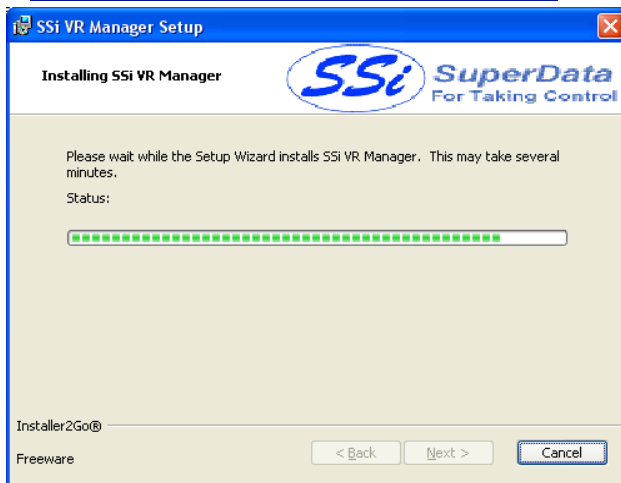 SSi VR Manager Setup
Installing SSi VR Manager
SSi
SuperData
For Taking Control
Please wait while the Setup Wizard installs SSi VR Manager. This may take several
minutes.
Status:
Installer2Go®
Freeware
< Back
Next >
Cancel